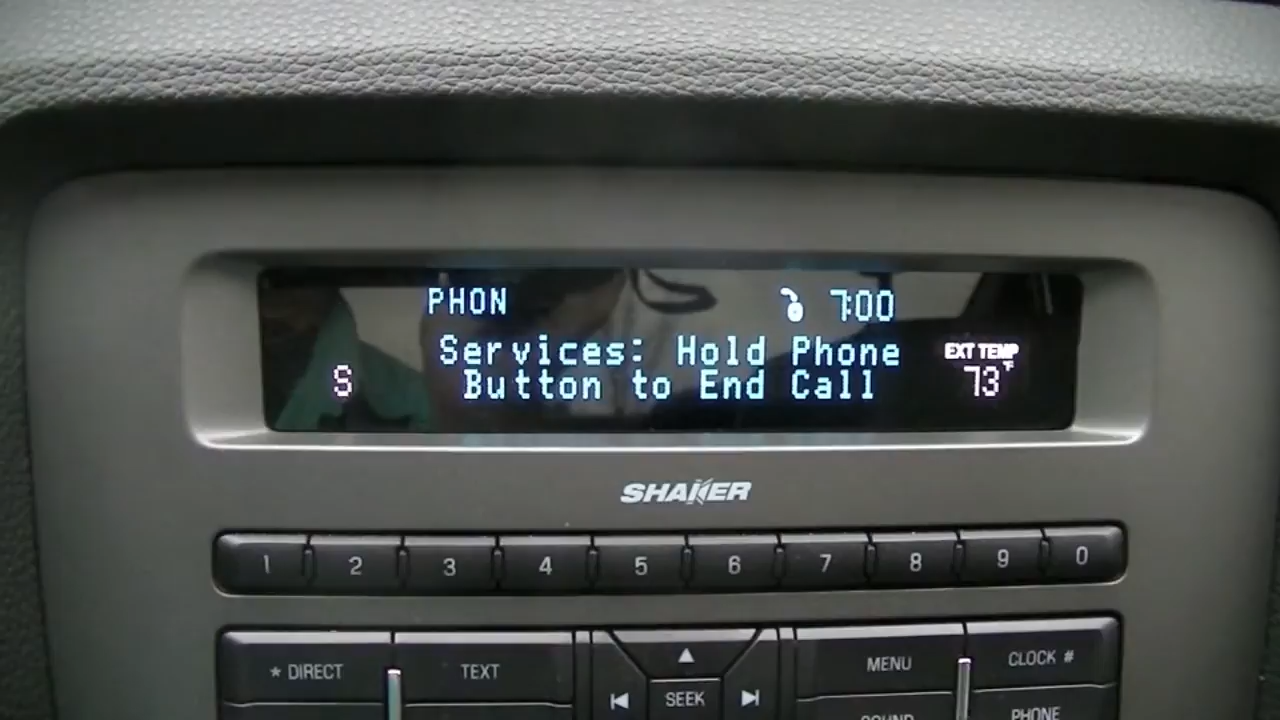 PHON 7:00
Services: Hold Phone
Button to End Call
S
EXT TEMP
73°F
SHAKER
1 2 3 4 5 6 7 8 9 0
* DIRECT TEXT MENU CLOCK #
SEEK
SOUND PHONE